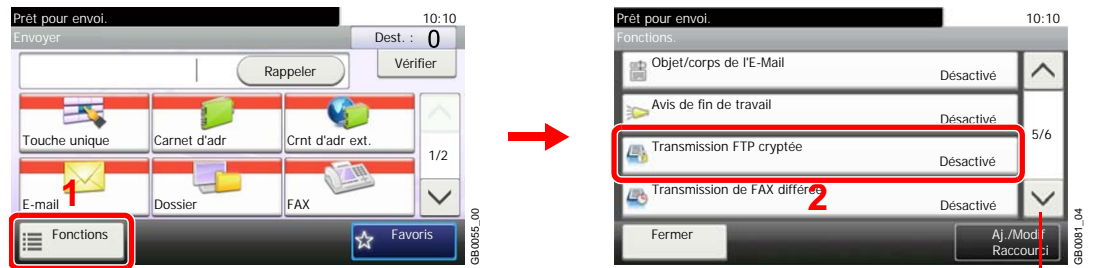 Prêt pour envoi. 10:10
Envoyer Dest. : 0
Rappeler Vérifier
Touche unique Carnet d'adr Crnt d'adr ext.
1/2
1
E-mail Dossier FAX
Fonctions Favoris
GB0055_00
Prêt pour envoi. 10:10
Fonctions.
Objet/corps de l'E-Mail
Désactivé
Avis de fin de travail
Désactivé
5/6
Transmission FTP cryptée
Désactivé
Transmission de FAX différée
2
Désactivé
Fermer Aj./Modif
Raccourci
GB0081_04